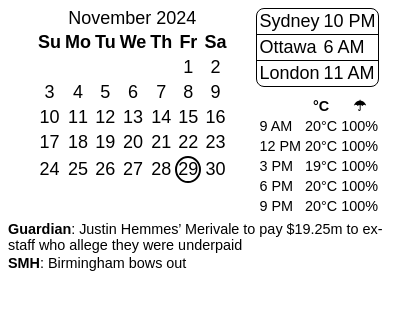 November 2024
Su Mo Tu We Th Fr Sa
1 2
3 4 5 6 7 8 9
10 11 12 13 14 15 16
17 18 19 20 21 22 23
24 25 26 27 28 29 30
Sydney 10 PM
Ottawa 6 AM
London 11 AM
°C ☂
9 AM 20°C 100%
12 PM 20°C 100%
3 PM 19°C 100%
6 PM 20°C 100%
9 PM 20°C 100%
Guardian: Justin Hemmes’ Merivale to pay $19.25m to ex-
staff who allege they were underpaid
SMH: Birmingham bows out